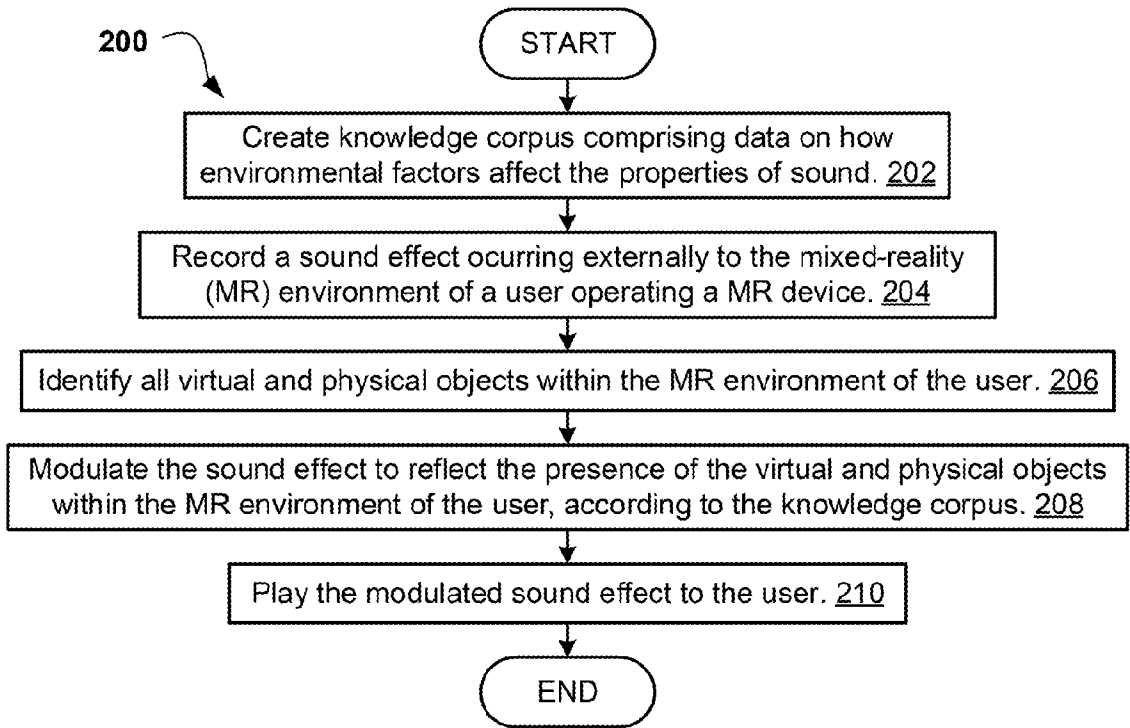 200
START
Create knowledge corpus comprising data on how
environmental factors affect the properties of sound. 202
Record a sound effect ocurring externally to the mixed-reality
(MR) environment of a user operating a MR device. 204
Identify all virtual and physical objects within the MR environment of the user. 206
Modulate the sound effect to reflect the presence of the virtual and physical objects
within the MR environment of the user, according to the knowledge corpus. 208
Play the modulated sound effect to the user. 210
END